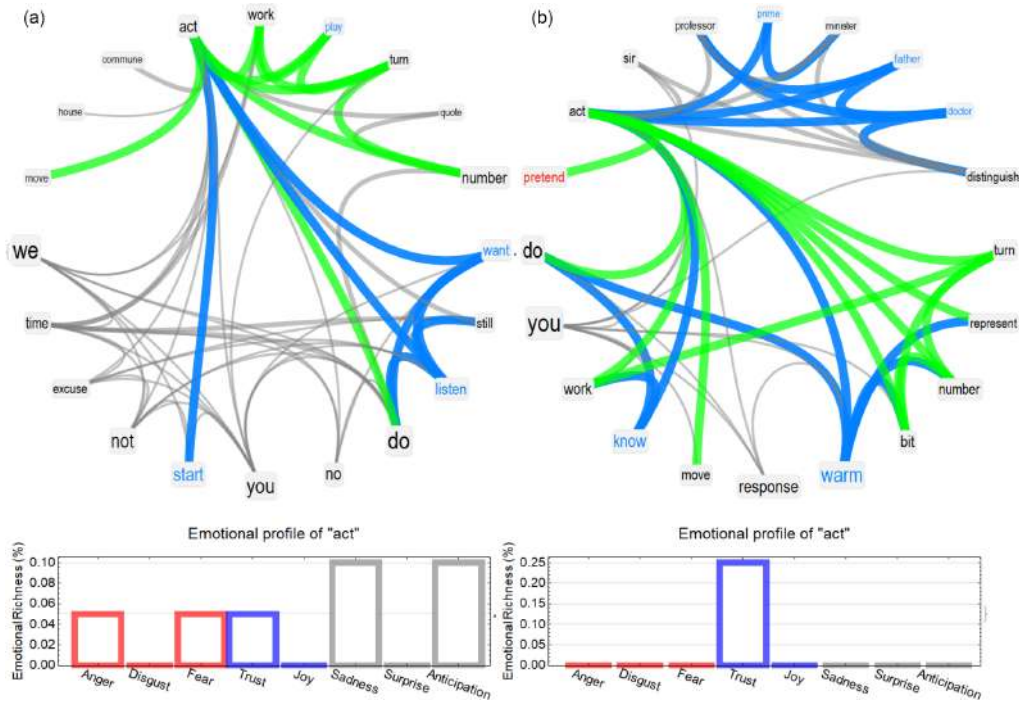 (a)
act
work
play
turn
commune
house
quote
move
number
we
want
time
still
excuse
listen
not
do
start
you
no
(b)
professor
prime
minister
sir
father
act
doctor
pretend
distinguish
do
turn
you
represent
work
number
know
bit
move
warm
response
Emotional profile of "act"
Emotional Richness (%)
0.10
0.08
0.06
0.04
0.02
0.00
Anger
Disgust
Fear
Trust
Joy
Sadness
Surprise
Anticipation
Emotional profile of "act"
Emotional Richness (%)
0.25
0.20
0.15
0.10
0.05
0.00
Anger
Disgust
Fear
Trust
Joy
Sadness
Surprise
Anticipation